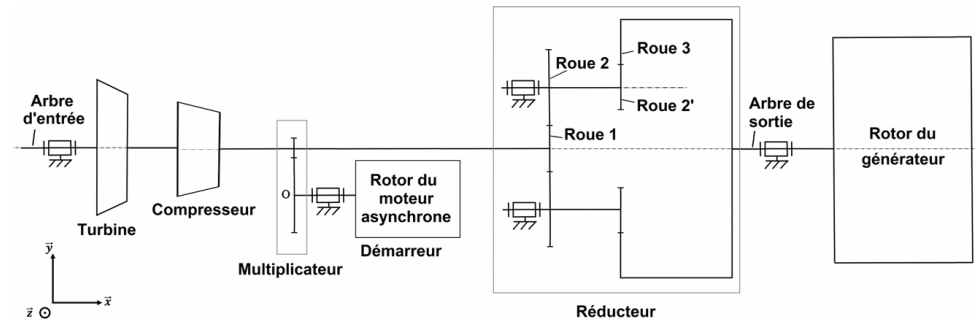 Roue 3
Roue 2
Arbre
d'entrée
Roue 2'
Arbre de
sortie
Roue 1
Rotor du
générateur
O
Rotor du
moteur
asynchrone
Compresseur
Turbine
Démarreur
Multiplicateur
y
x
z
Réducteur